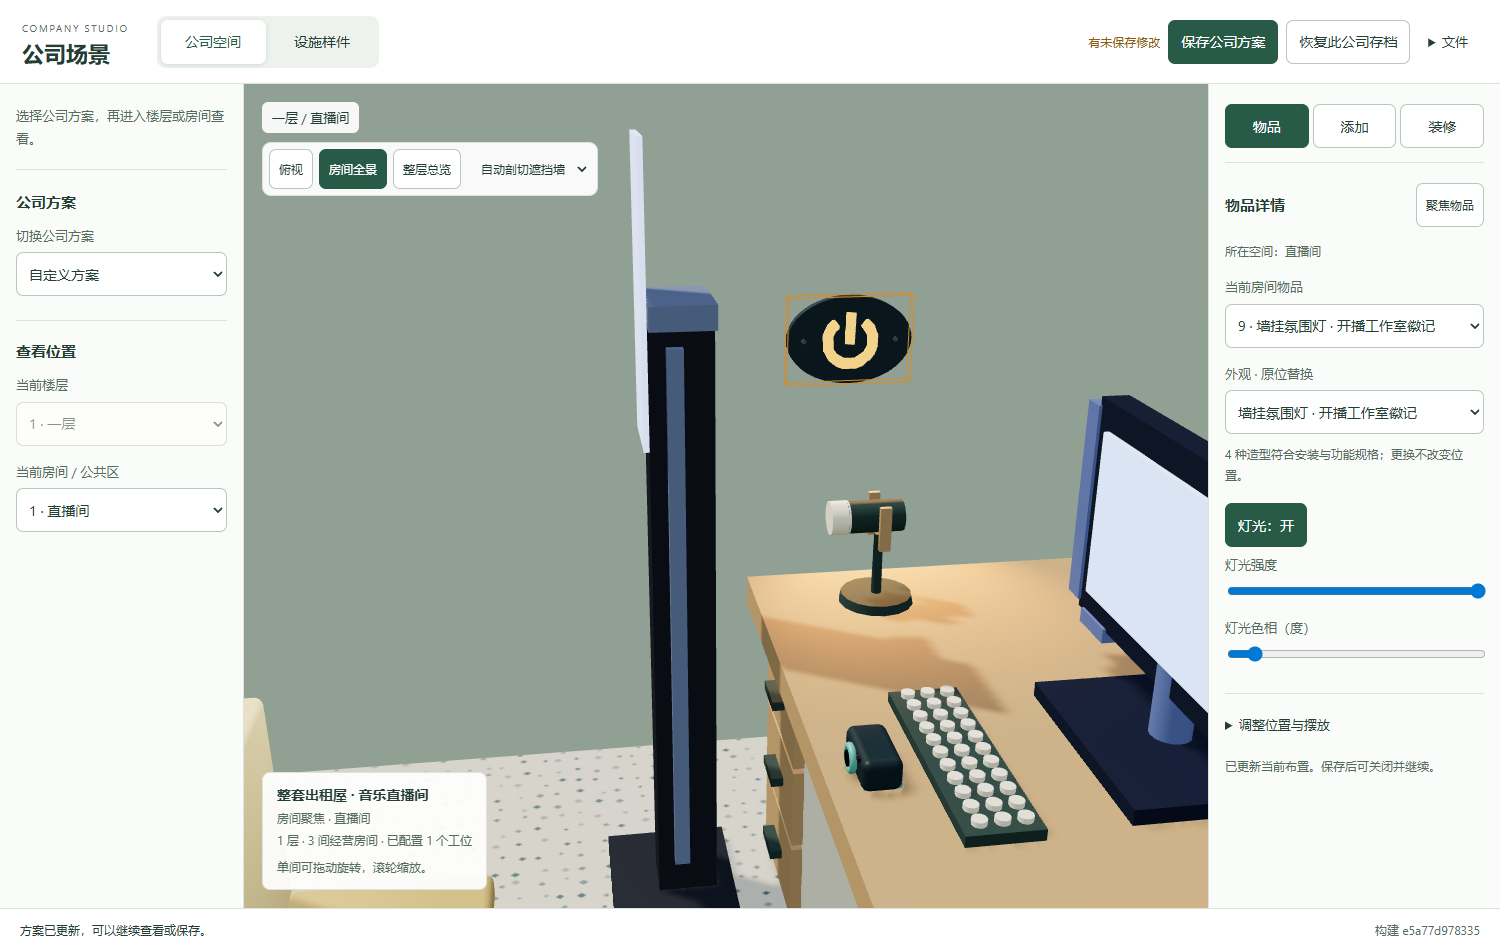 COMPANY STUDIO
公司场景
公司空间
设施样件
有未保存修改
保存公司方案
恢复此公司存档
文件
选择公司方案，再进入楼层或房间查看。
公司方案
切换公司方案
自定义方案
查看位置
当前楼层
1 · 一层
当前房间 / 公共区
1 · 直播间
一层 / 直播间
俯视
房间全景
整层总览
自动剖切遮挡墙
整套出租屋 · 音乐直播间
房间聚焦 · 直播间
1 层 · 3 间经营房间 · 已配置 1 个工位
单间可拖动旋转，滚轮缩放。
物品
添加
装修
物品详情
聚焦物品
所在空间：直播间
当前房间物品
9 · 墙挂氛围灯 · 开播工作室徽记
外观 · 原位替换
墙挂氛围灯 · 开播工作室徽记
4 种造型符合安装与功能规格；更换不改变位置。
灯光：开
灯光强度
灯光色相（度）
调整位置与摆放
已更新当前布置。保存后可关闭并继续。
方案已更新，可以继续查看或保存。
构建 e5a77d978335